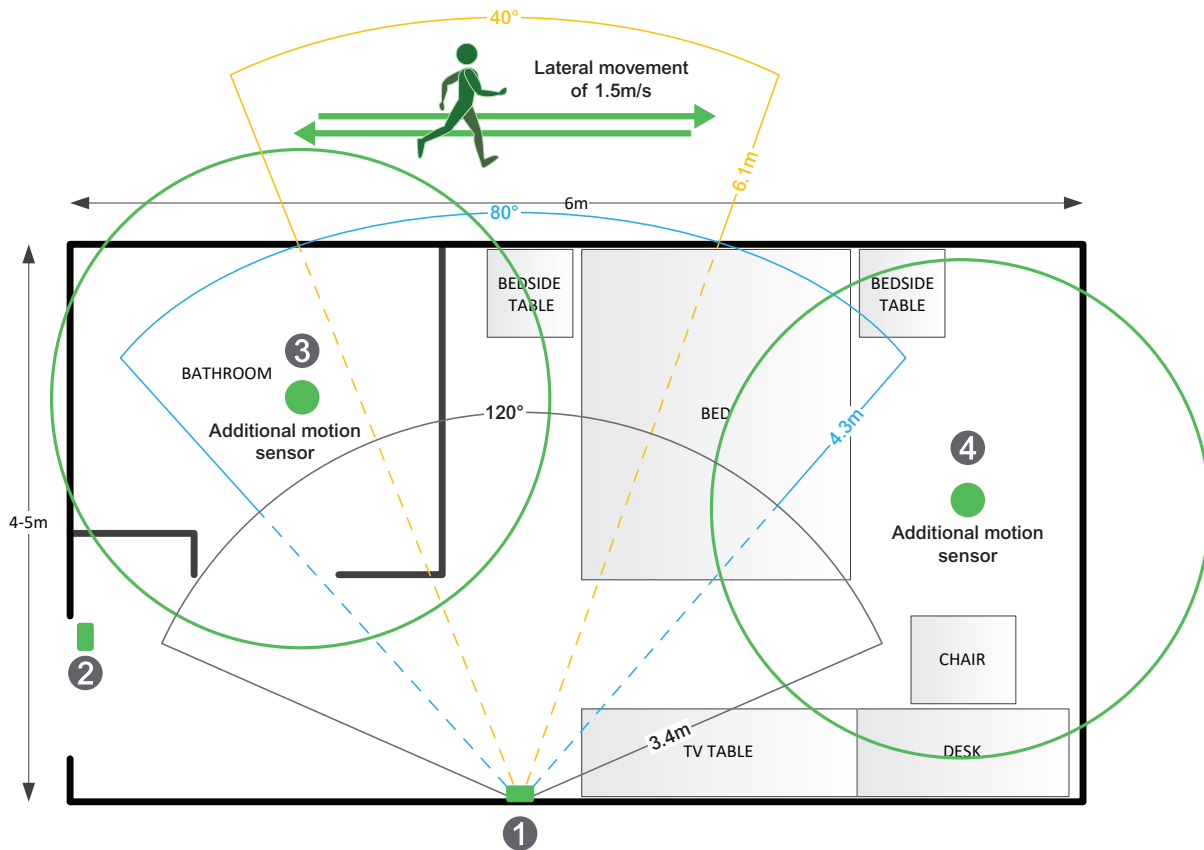 40°
Lateral movement
of 1.5m/s
6.1m
6m
80°
BEDSIDE
TABLE
BEDSIDE
TABLE
3
BATHROOM
Additional motion
sensor
120°
BED
4.3m
4
Additional motion
sensor
4-5m
2
CHAIR
3.4m
TV TABLE
DESK
1